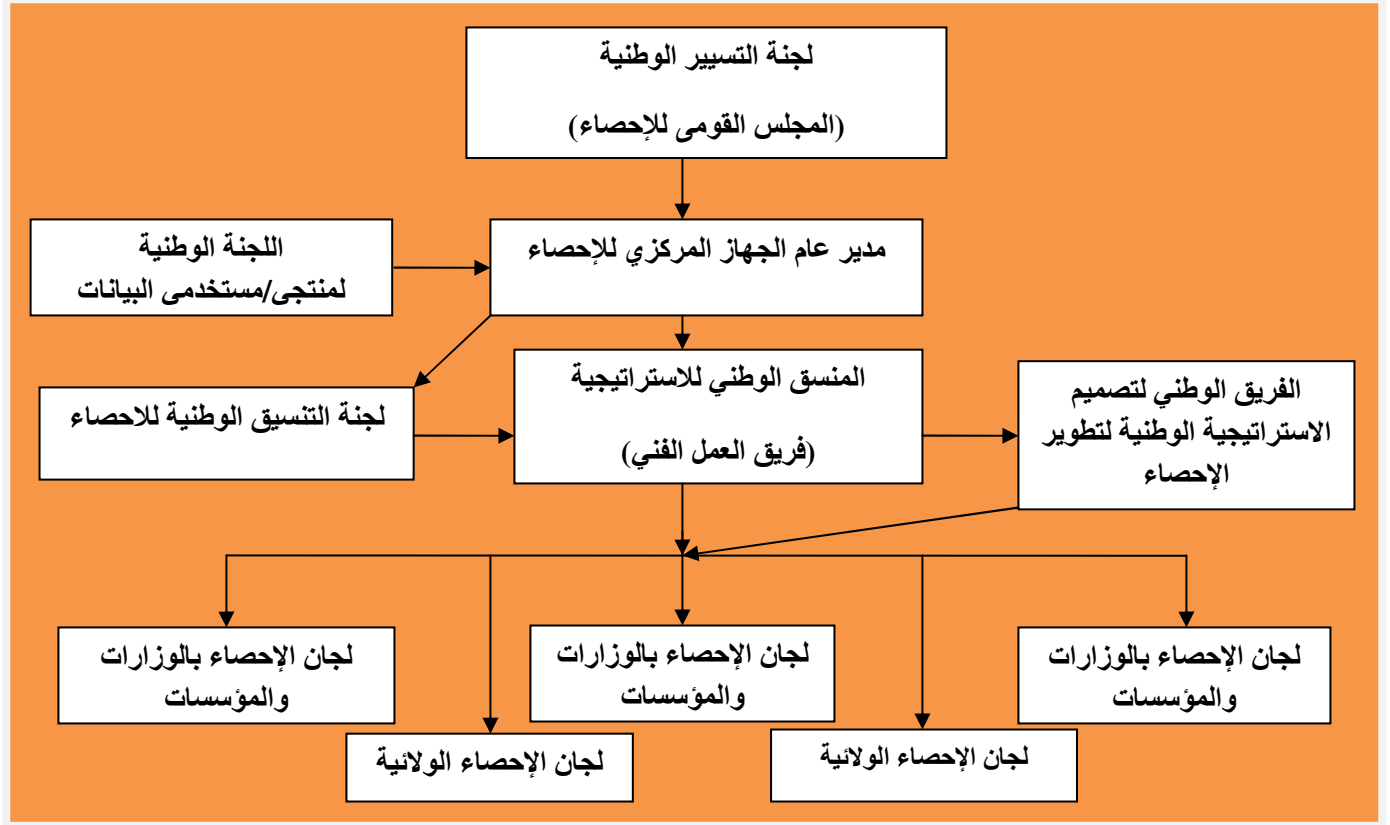 لجنة التسيير الوطنية
(المجلس القومى للإحصاء)
مدير عام الجهاز المركزي للإحصاء
اللجنة الوطنية
لمنتجى/مستخدمى البيانات
المنسق الوطني للاستراتيجية
(فريق العمل الفني)
الفريق الوطني لتصميم
الاستراتيجية الوطنية لتطوير
الإحصاء
لجنة التنسيق الوطنية للاحصاء
لجان الإحصاء بالوزارات
والمؤسسات
لجان الإحصاء بالوزارات
والمؤسسات
لجان الإحصاء بالوزارات
والمؤسسات
لجان الإحصاء الولائية
لجان الإحصاء الولائية